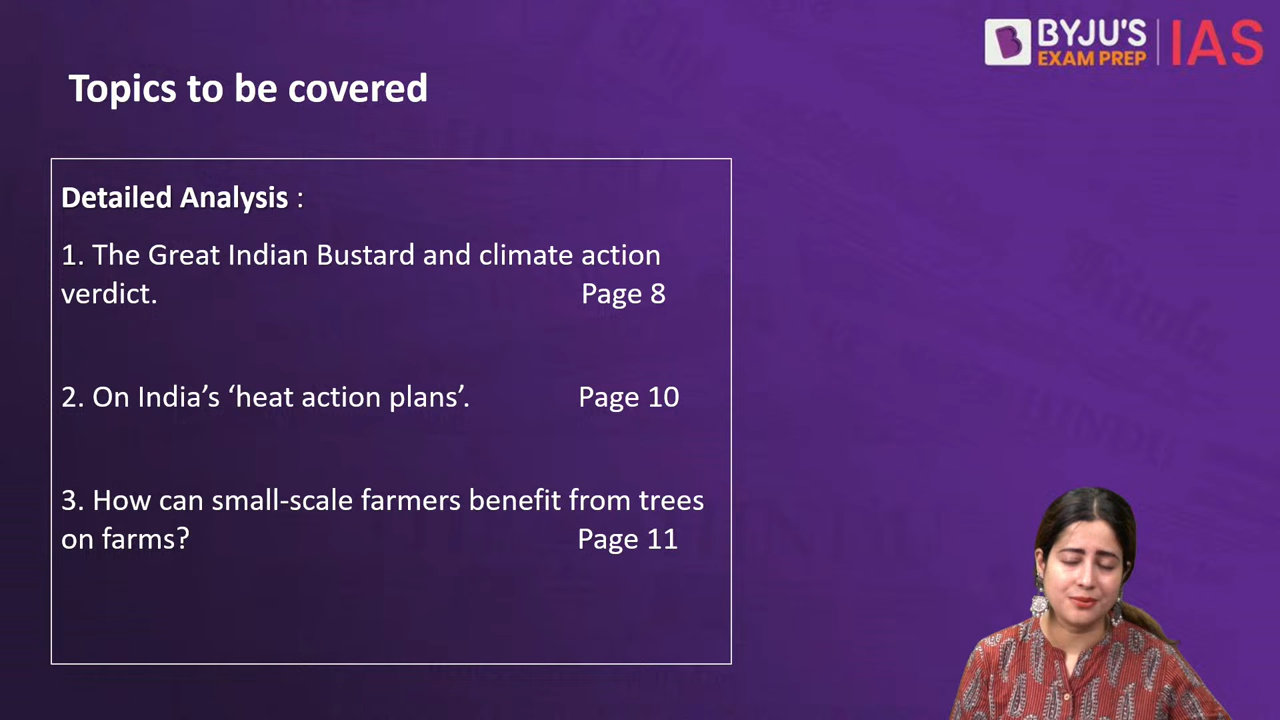 BYJU'S
EXAM PREP
IAS
Topics to be covered
Detailed Analysis :
1. The Great Indian Bustard and climate action
verdict. Page 8
2. On India’s ‘heat action plans’. Page 10
3. How can small-scale farmers benefit from trees
on farms? Page 11
HINDU